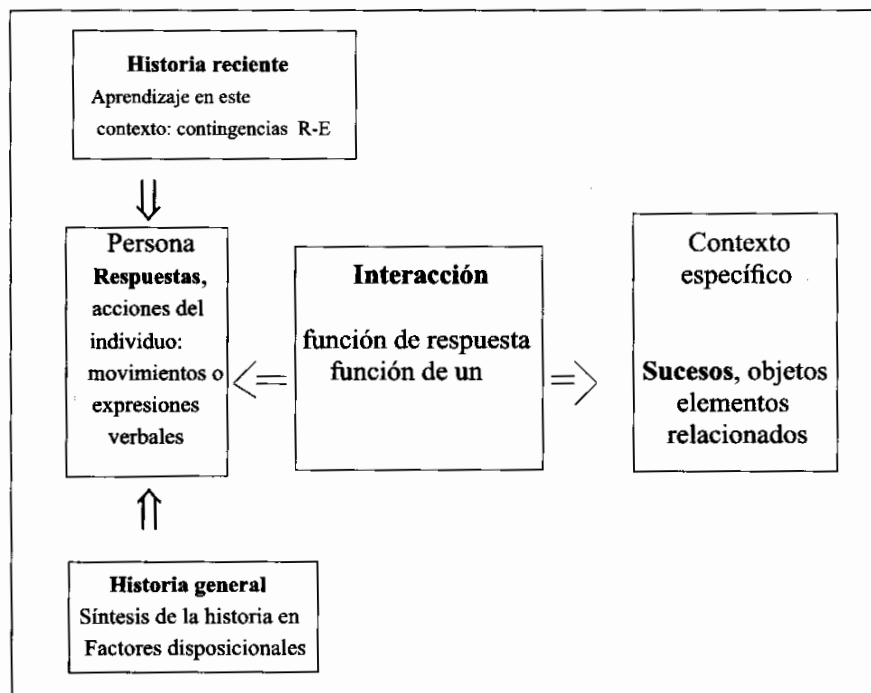 Historia reciente
Aprendizaje en este
contexto: contingencias R-E
Persona
Respuestas,
acciones del
individuo:
movimientos o
expresiones
verbales
Interacción
función de respuesta
función de un
Contexto
específico
Sucesos, objetos
elementos
relacionados
Historia general
Síntesis de la historia en
Factores disposicionales